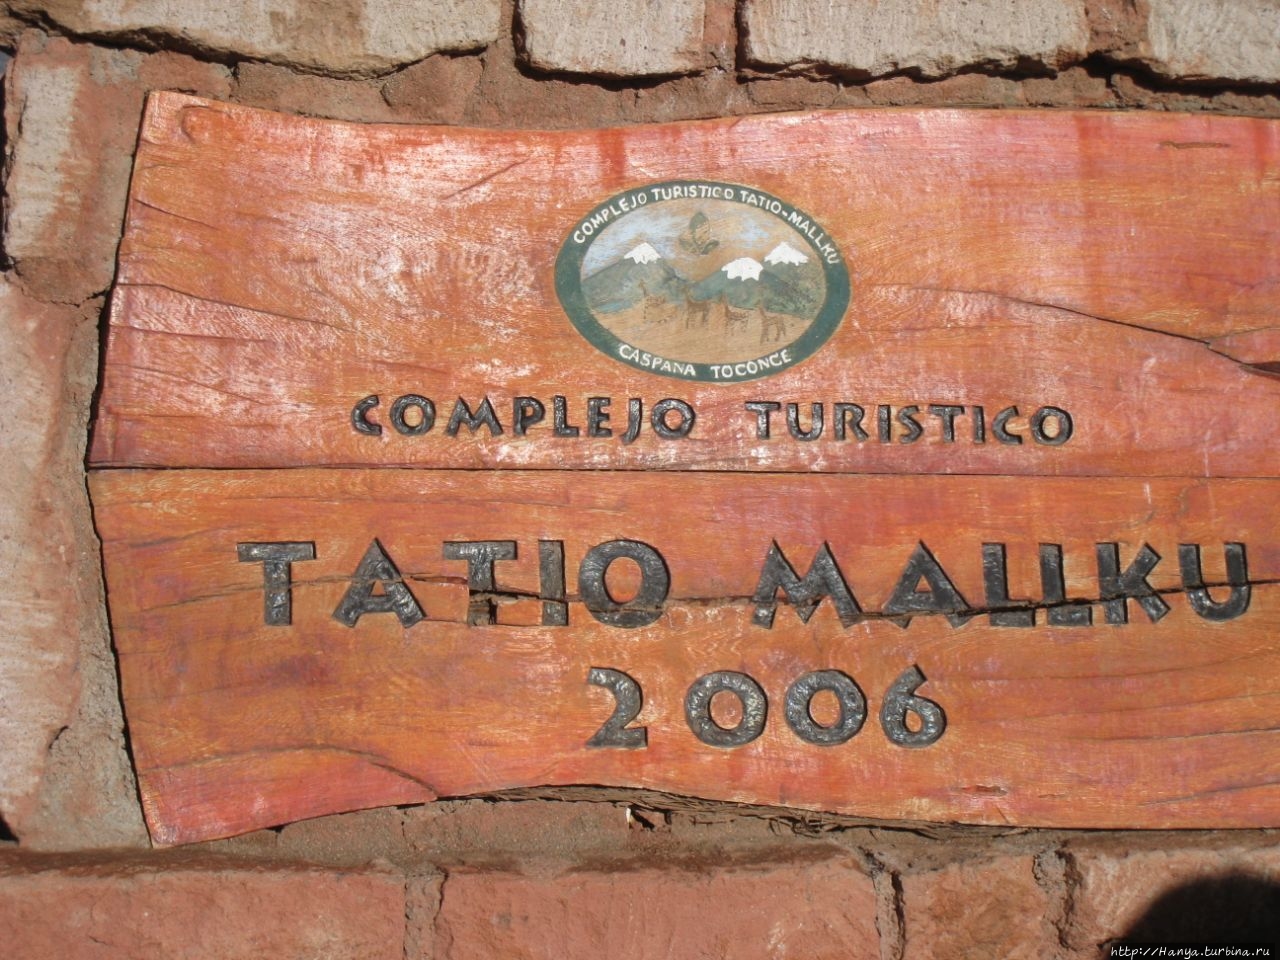 COMPLEJO TURISTICO TATIO-MALLKU
CASPANA TOCONCE
COMPLEJO TURISTICO
TATIO MALLKU
2006
http://Hanya.turbina.ru